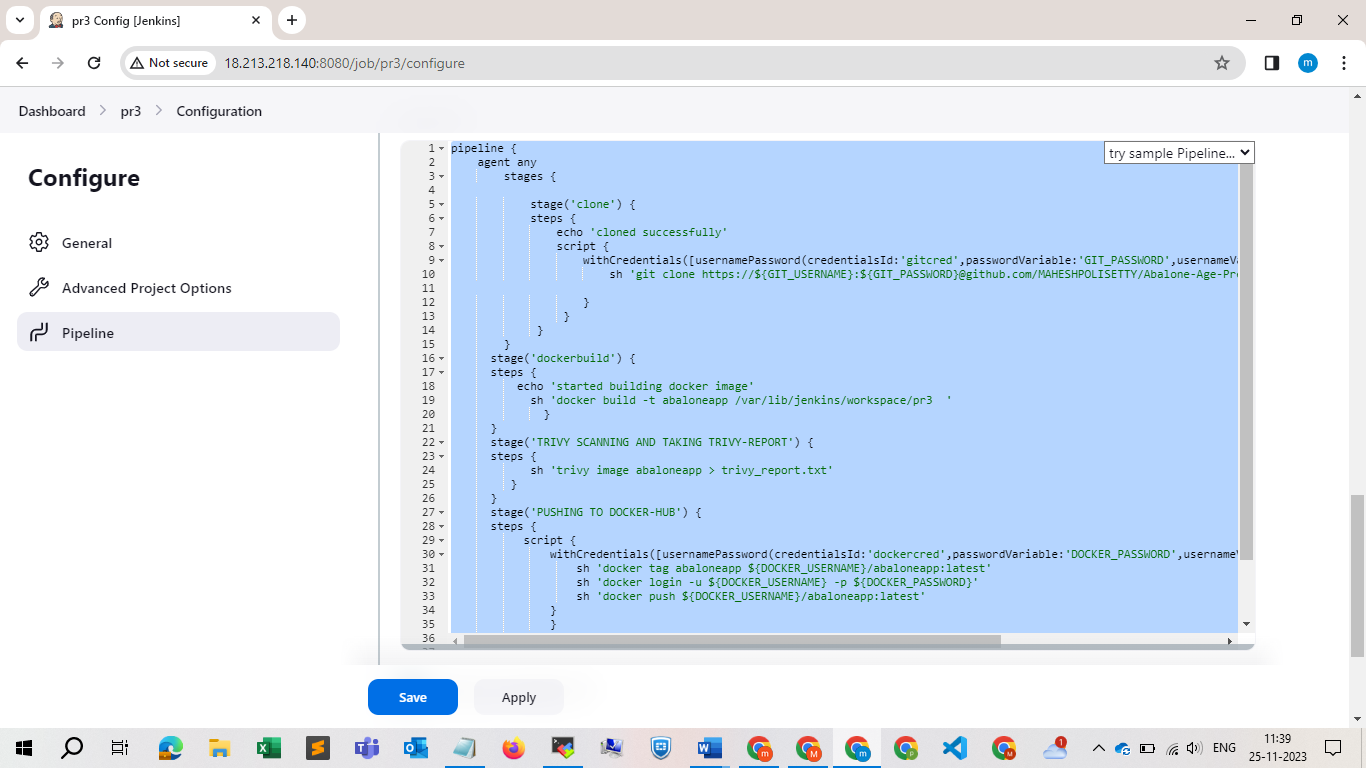 pr3 Config [Jenkins]
Not secure
18.213.218.140:8080/job/pr3/configure
m
Dashboard
pr3
Configuration
Configure
General
Advanced Project Options
Pipeline
try sample Pipeline...
1 pipeline {
2 agent any
3 stages {
4
5 stage('clone') {
6 steps {
7 echo 'cloned successfully'
8 script {
9 withCredentials([usernamePassword(credentialsId:'gitcred',passwordVariable:'GIT_PASSWORD',usernameVa
10 sh 'git clone https://${GIT_USERNAME}:${GIT_PASSWORD}@github.com/MAHESHPOLISETTY/Abalone-Age-Pre
11
12 }
13 }
14 }
15 }
16 stage('dockerbuild') {
17 steps {
18 echo 'started building docker image'
19 sh 'docker build -t abaloneapp /var/lib/jenkins/workspace/pr3  '
20 }
21 }
22 stage('TRIVY SCANNING AND TAKING TRIVY-REPORT') {
23 steps {
24 sh 'trivy image abaloneapp > trivy_report.txt'
25 }
26 }
27 stage('PUSHING TO DOCKER-HUB') {
28 steps {
29 script {
30 withCredentials([usernamePassword(credentialsId:'dockercred',passwordVariable:'DOCKER_PASSWORD',username
31 sh 'docker tag abaloneapp ${DOCKER_USERNAME}/abaloneapp:latest'
32 sh 'docker login -u ${DOCKER_USERNAME} -p ${DOCKER_PASSWORD}'
33 sh 'docker push ${DOCKER_USERNAME}/abaloneapp:latest'
34 }
35 }
36
Save
Apply
ENG
11:39
25-11-2023